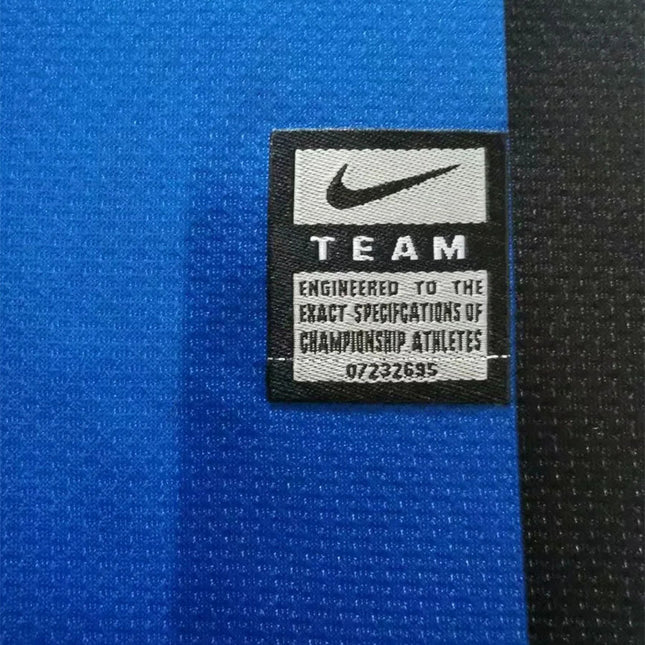 TEAM
ENGINEERED TO THE
EXACT SPECIFCATIONS OF
CHAMPIONSHIP ATHLETES
07232695